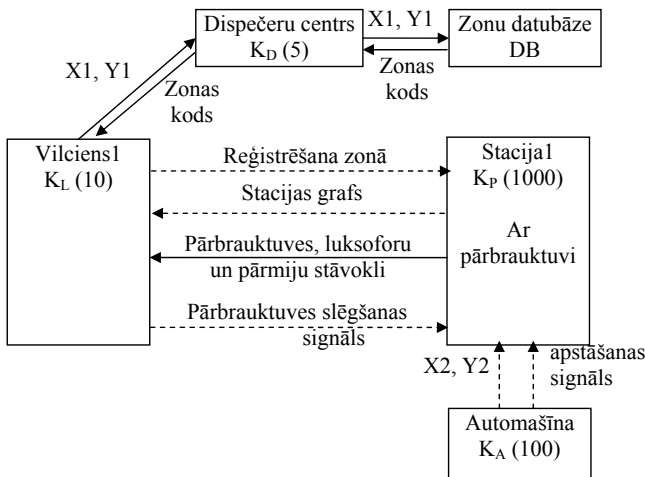 Dispečeru centrs
K_D (5)
X1, Y1
Zonu datubāze
DB
X1, Y1
Zonas
kods
Zonas
kods
Vilciens1
K_L (10)
Reģistrēšana zonā
Stacija1
K_P (1000)
Stacijas grafs
Ar
pārbrauktuvi
Pārbrauktuves, luksoforu
un pārmiju stāvokli
Pārbrauktuves slēgšanas
signāls
X2, Y2
apstāšanas
signāls
Automašīna
K_A (100)